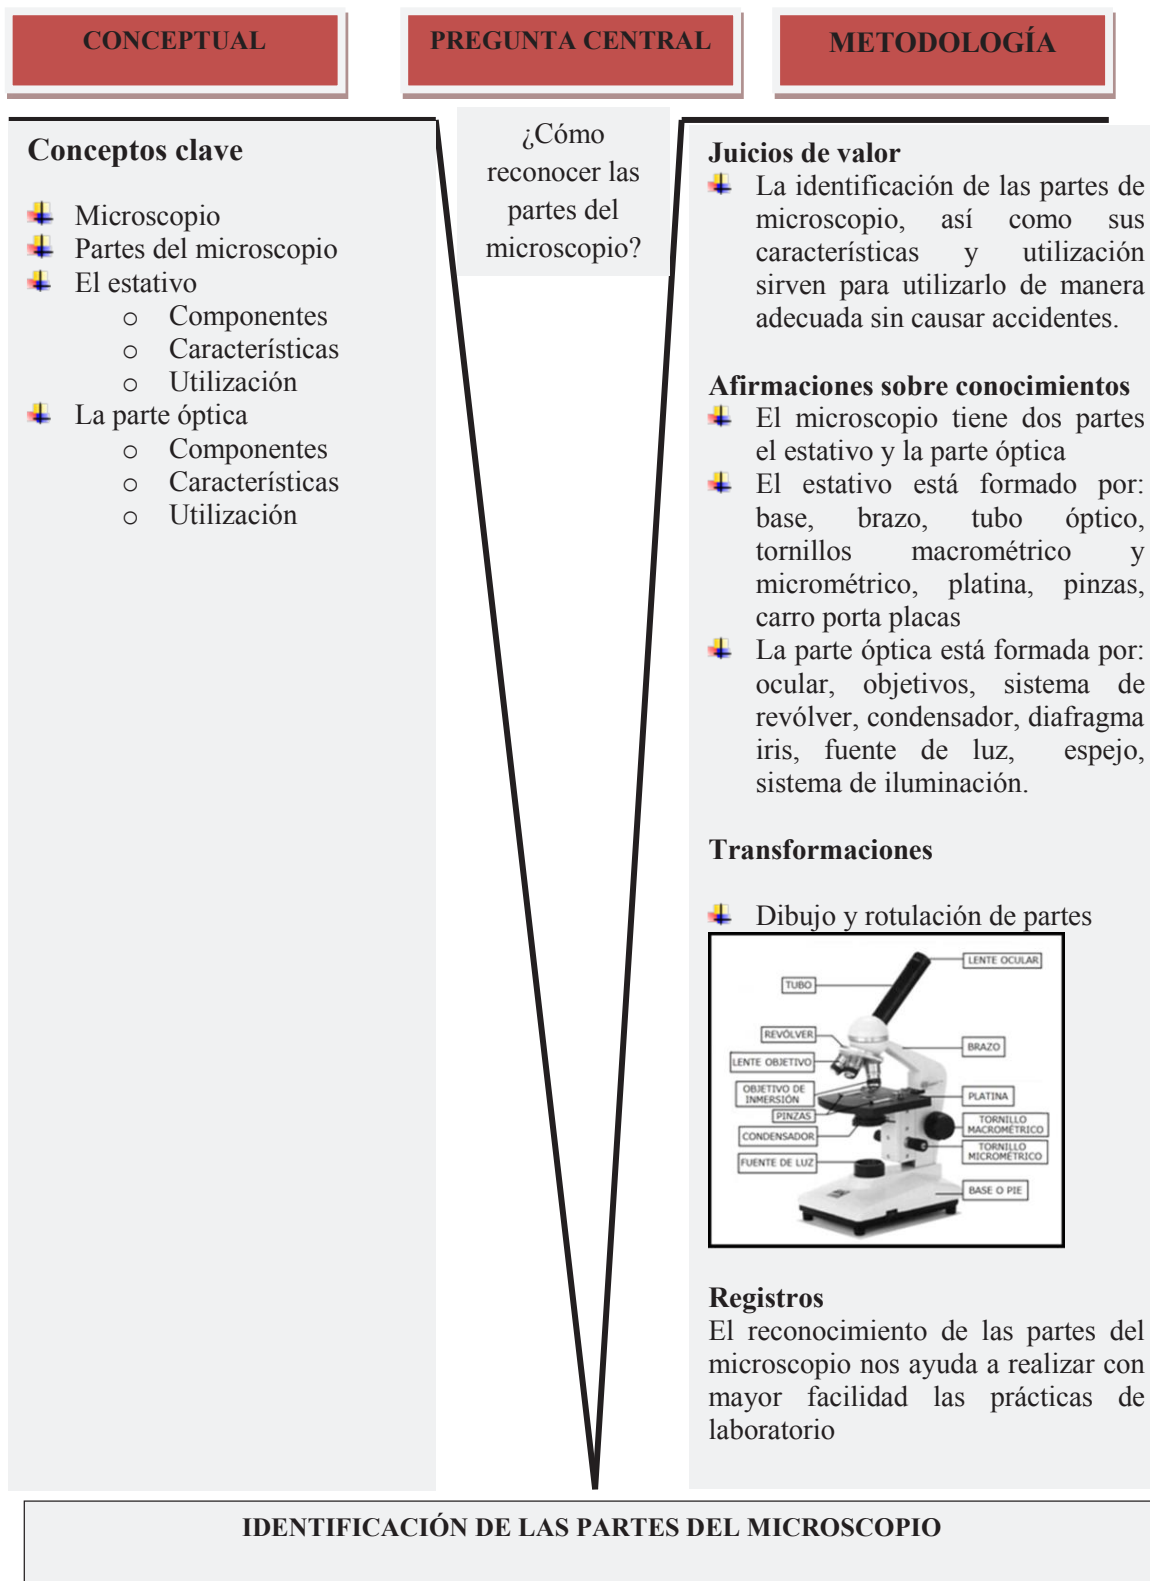 CONCEPTUAL
PREGUNTA CENTRAL
METODOLOGÍA
Conceptos clave
Microscopio
Partes del microscopio
El estativo
o Componentes
o Características
o Utilización
La parte óptica
o Componentes
o Características
o Utilización
¿Cómo
reconocer las
partes del
microscopio?
Juicios de valor
La identificación de las partes de
microscopio, así como sus
características y utilización
sirven para utilizarlo de manera
adecuada sin causar accidentes.
Afirmaciones sobre conocimientos
El microscopio tiene dos partes
el estativo y la parte óptica
El estativo está formado por:
base, brazo, tubo óptico,
tornillos macrométrico y
micrométrico, platina, pinzas,
carro porta placas
La parte óptica está formada por:
ocular, objetivos, sistema de
revólver, condensador, diafragma
iris, fuente de luz, espejo,
sistema de iluminación.
Transformaciones
Dibujo y rotulación de partes
LENTE OCULAR
TUBO
REVÓLVER
BRAZO
LENTE OBJETIVO
OBJETIVO DE
INMERSIÓN
PLATINA
PINZAS
TORNILLO
MACROMÉTRICO
CONDENSADOR
TORNILLO
MICROMÉTRICO
FUENTE DE LUZ
BASE O PIE
Registros
El reconocimiento de las partes del
microscopio nos ayuda a realizar con
mayor facilidad las prácticas de
laboratorio
IDENTIFICACIÓN DE LAS PARTES DEL MICROSCOPIO